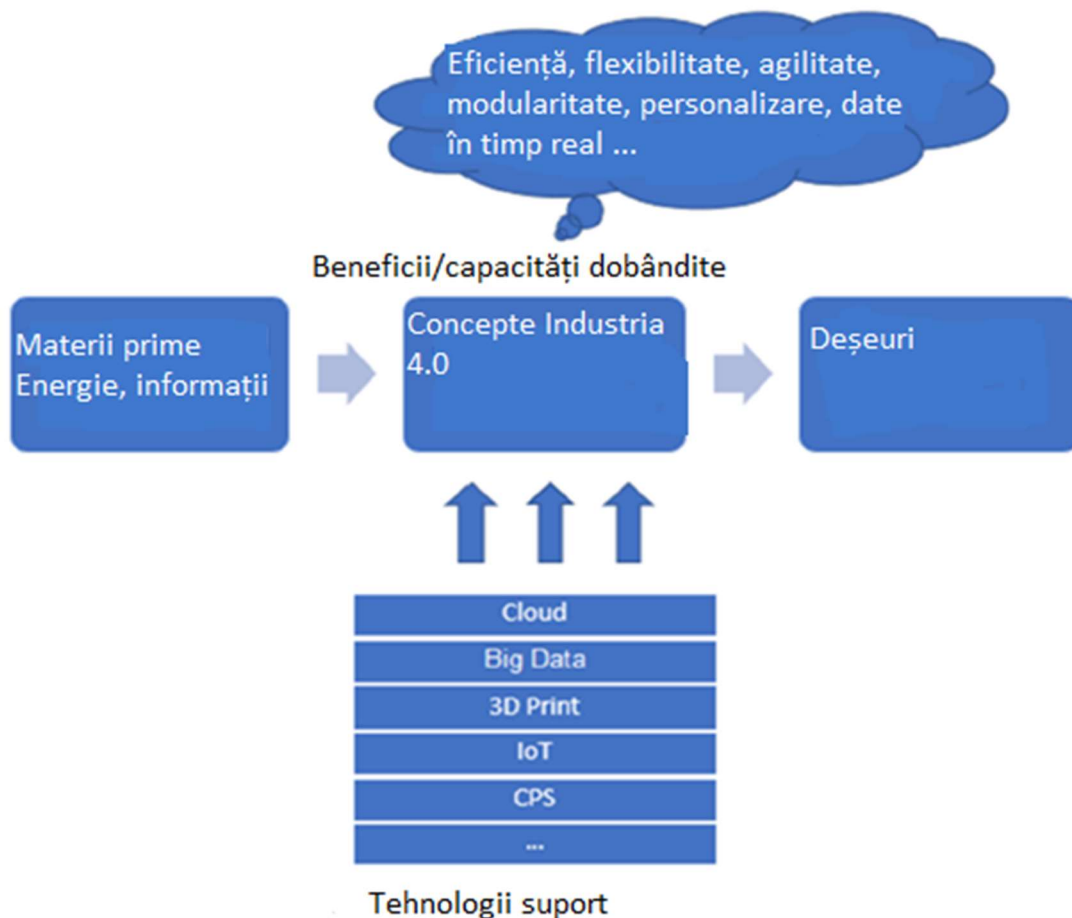 Eficiență, flexibilitate, agilitate,
modularitate, personalizare, date
în timp real ...
Beneficii/capacități dobândite
Materii prime
Energie, informații
Concepte Industria
4.0
Deșeuri
Cloud
Big Data
3D Print
IoT
CPS
...
Tehnologii suport